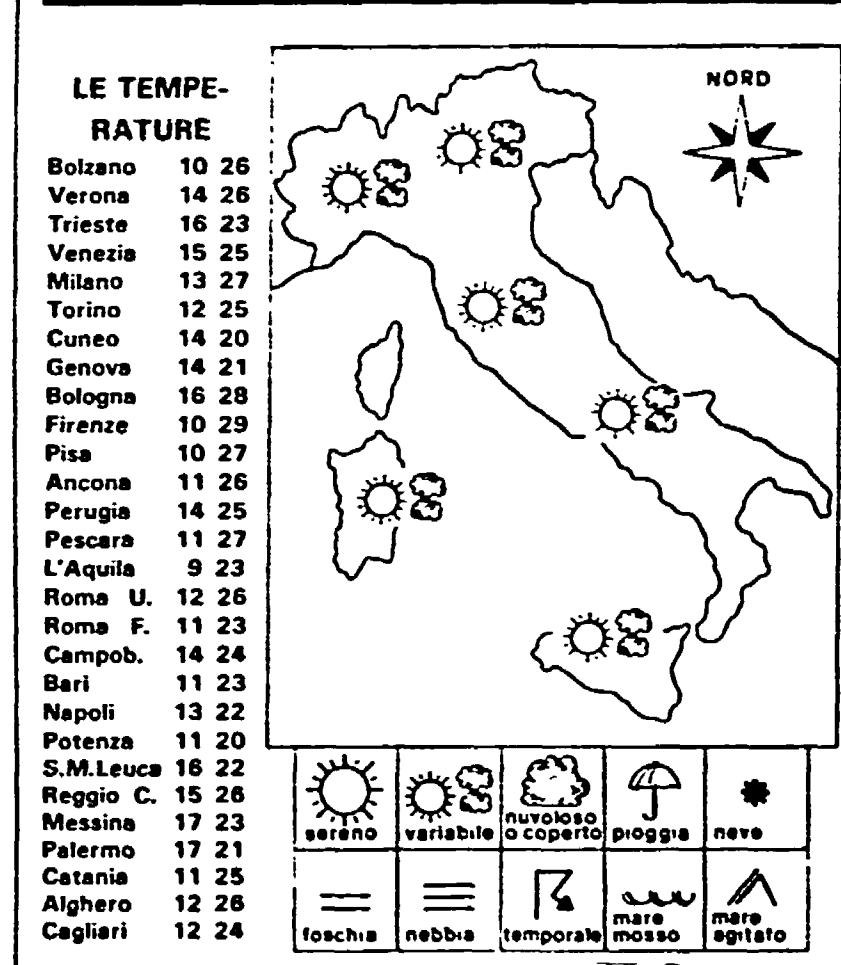 LE TEMPE-
RATURE
Bolzano 10 26
Verona 14 26
Trieste 16 23
Venezia 15 25
Milano 13 27
Torino 12 25
Cuneo 14 20
Genova 14 21
Bologna 16 28
Firenze 10 29
Pisa 10 27
Ancona 11 26
Perugia 14 25
Pescara 11 27
L'Aquila 9 23
Roma U. 12 26
Roma F. 11 23
Campob. 14 24
Bari 11 23
Napoli 13 22
Potenza 11 20
S.M.Leuca 16 22
Reggio C. 15 26
Messina 17 23
Palermo 17 21
Catania 11 25
Alghero 12 26
Cagliari 12 24
NORD
sereno
variabile
nuvoloso
o coperto
pioggia
neve
foschia
nebbia
temporale
mare
mosso
mare
agitato